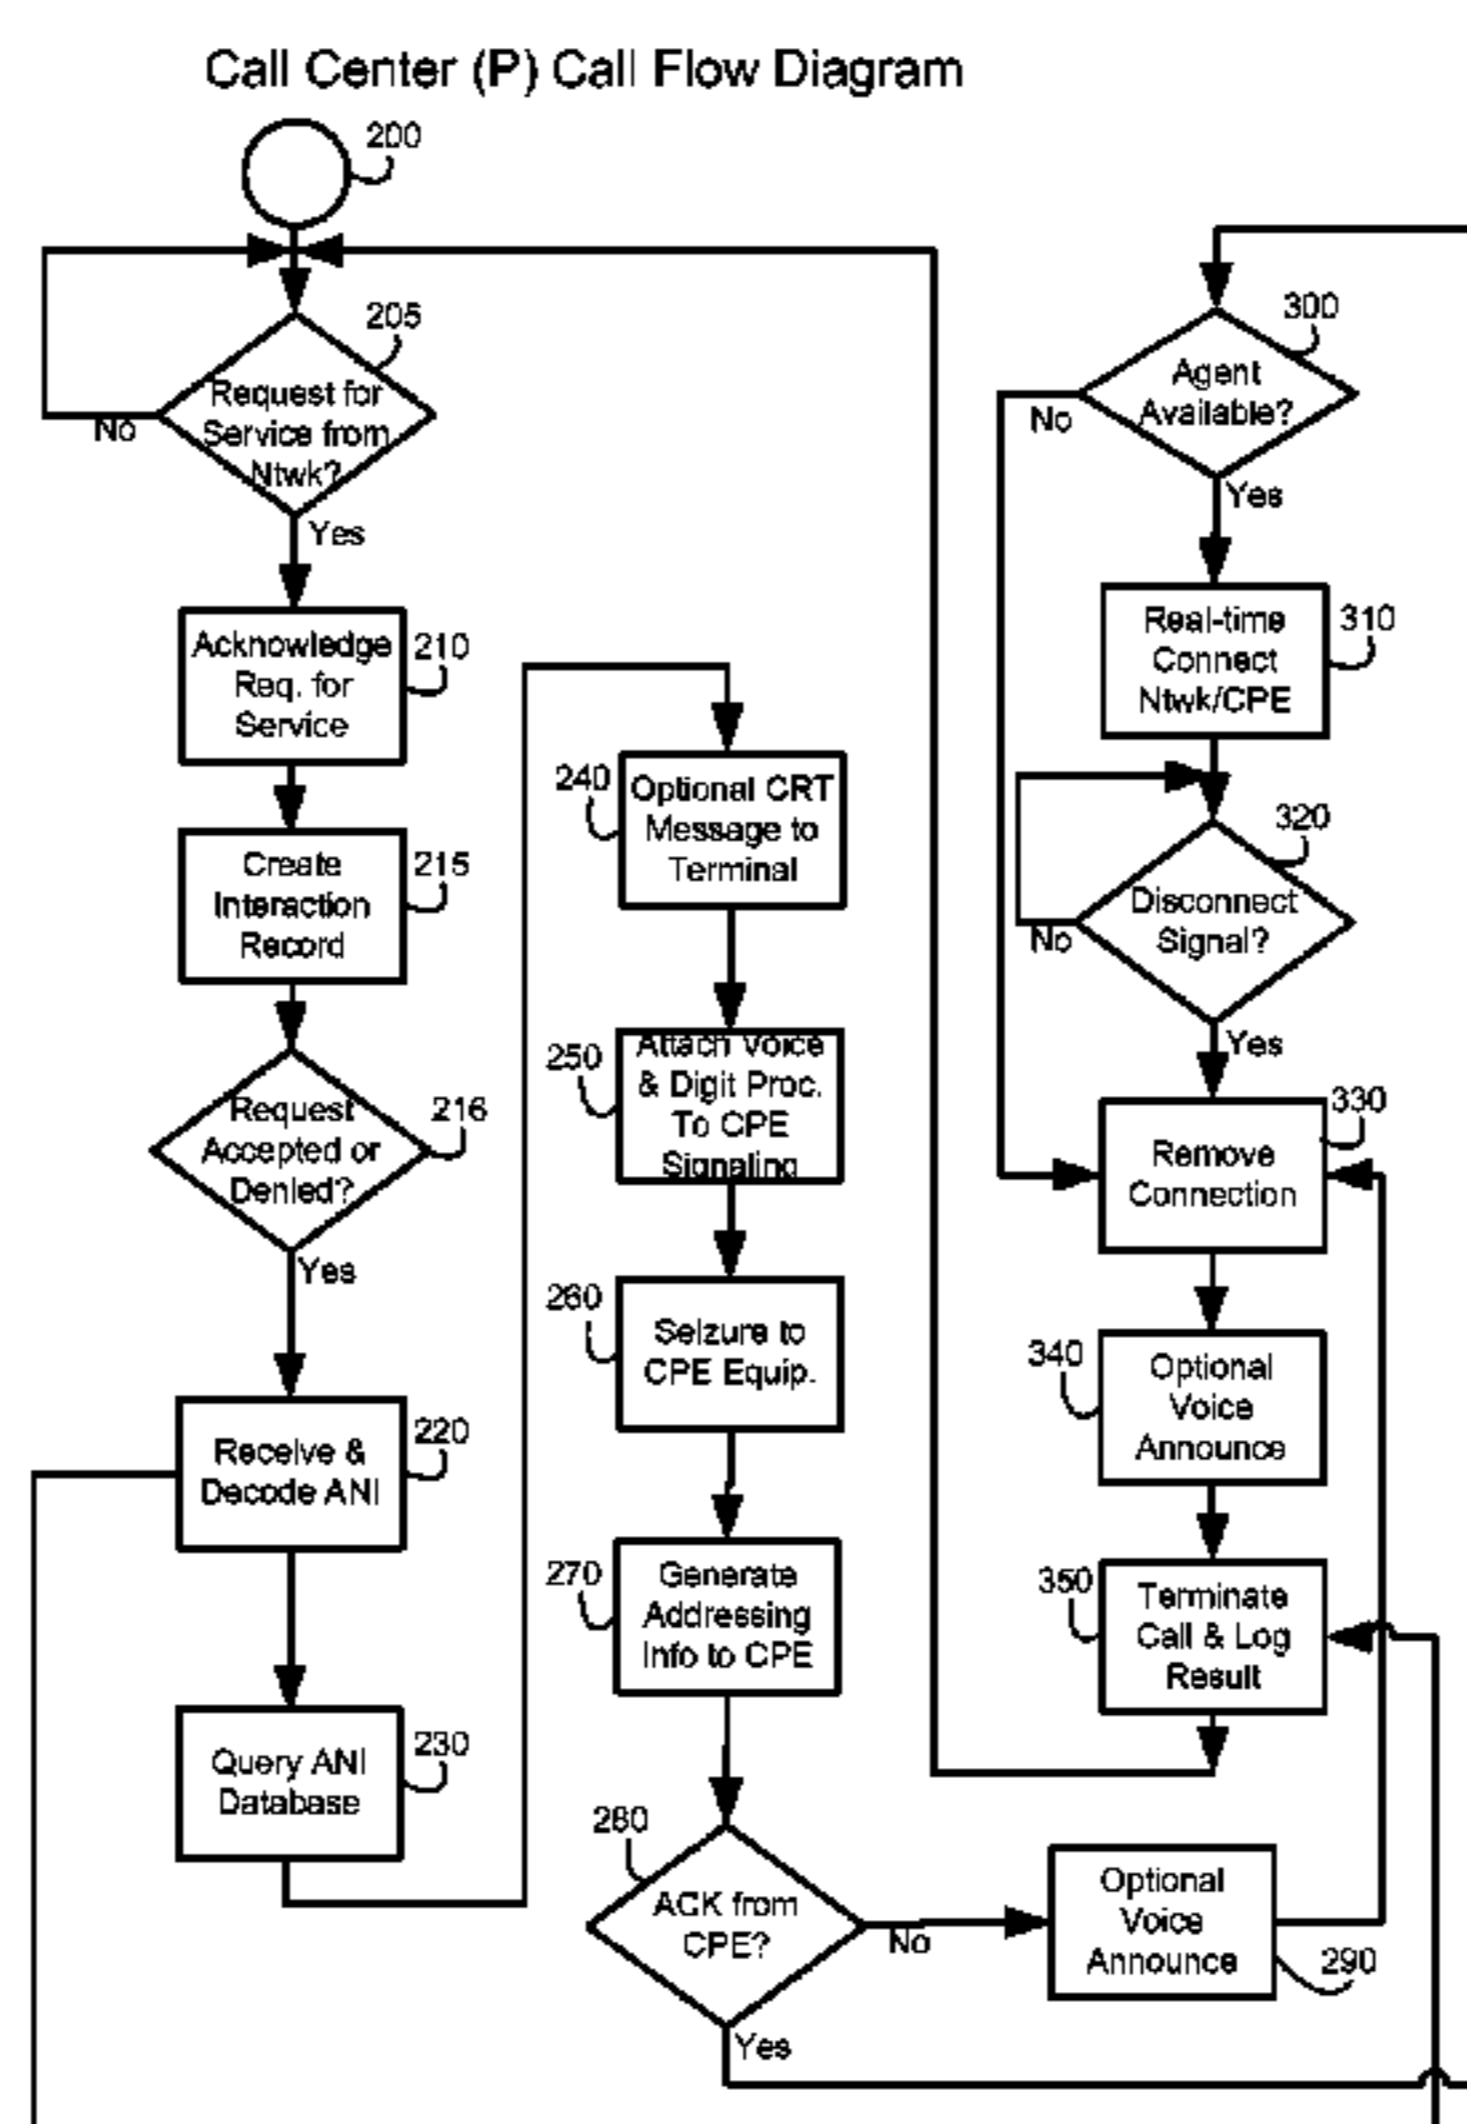 Call Center (P) Call Flow Diagram
200
205
Request for
Service from
Ntwk?
No
Yes
Acknowledge
Req. for
Service
210
Create
Interaction
Record
215
Request
Accepted or
Denied?
216
Yes
Receive &
Decode ANI
220
Query ANI
Database
230
240
Optional CRT
Message to
Terminal
250
Attach Voice
& Digit Proc.
To CPE
Signaling
260
Seizure to
CPE Equip.
270
Generate
Addressing
Info to CPE
280
ACK from
CPE?
No
Yes
Optional
Voice
Announce
290
300
Agent
Available?
No
Yes
Real-time
Connect
Ntwk/CPE
310
320
Disconnect
Signal?
No
Yes
330
Remove
Connection
340
Optional
Voice
Announce
350
Terminate
Call & Log
Result